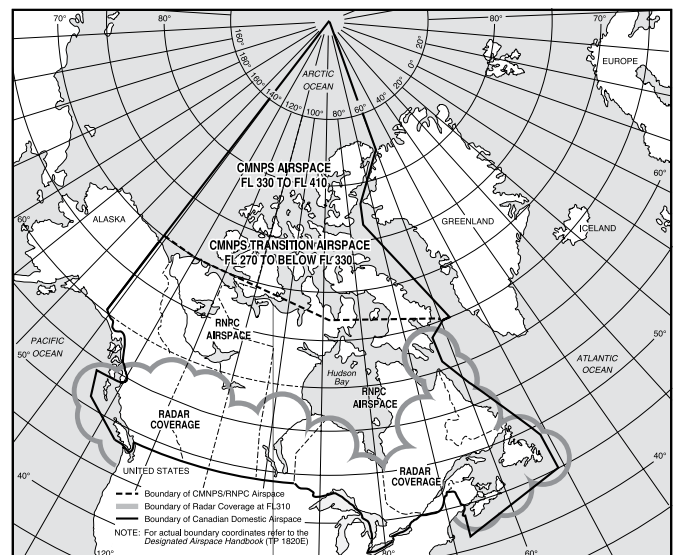 70°
80°
80°
70°
160°
180°
160°
140°
120°
100°
80°
60°
40°
20°
0°
20°
ARCTIC
OCEAN
EUROPE
CMNPS AIRSPACE
FL 330 TO FL 410
60°
60°
ALASKA
GREENLAND
ICELAND
CMNPS TRANSITION AIRSPACE
FL 270 TO BELOW FL 330
RNPC
AIRSPACE
PACIFIC
OCEAN
50°
50°
Hudson
Bay
ATLANTIC
OCEAN
RNPC
AIRSPACE
RADAR
COVERAGE
RADAR
COVERAGE
40°
40°
UNITED STATES
Boundary of CMNPS/RNPC Airspace
Boundary of Radar Coverage at FL310
Boundary of Canadian Domestic Airspace
NOTE: For actual boundary coordinates refer to the
Designated Airspace Handbook (TP 1820E)
120°
80°
60°